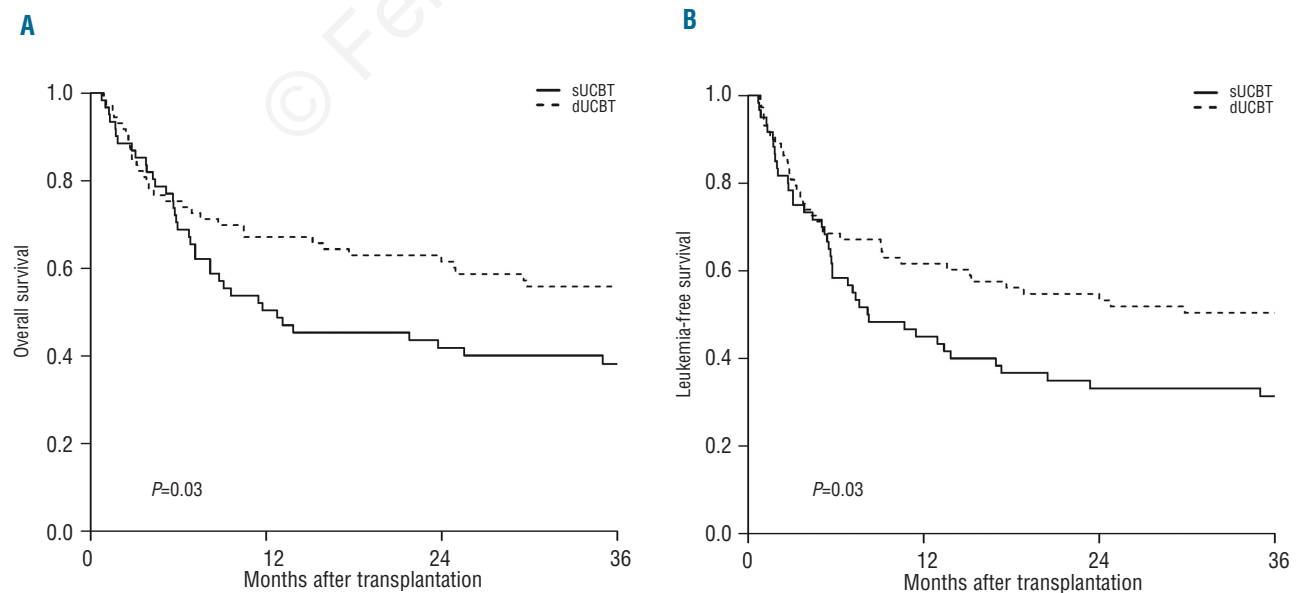 A
sUCBT
dUCBT
1.0
0.8
0.6
0.4
0.2
0.0
Overall survival
P=0.03
0 12 24 36
Months after transplantation
B
sUCBT
dUCBT
1.0
0.8
0.6
0.4
0.2
0.0
Leukemia-free survival
P=0.03
0 12 24 36
Months after transplantation
©